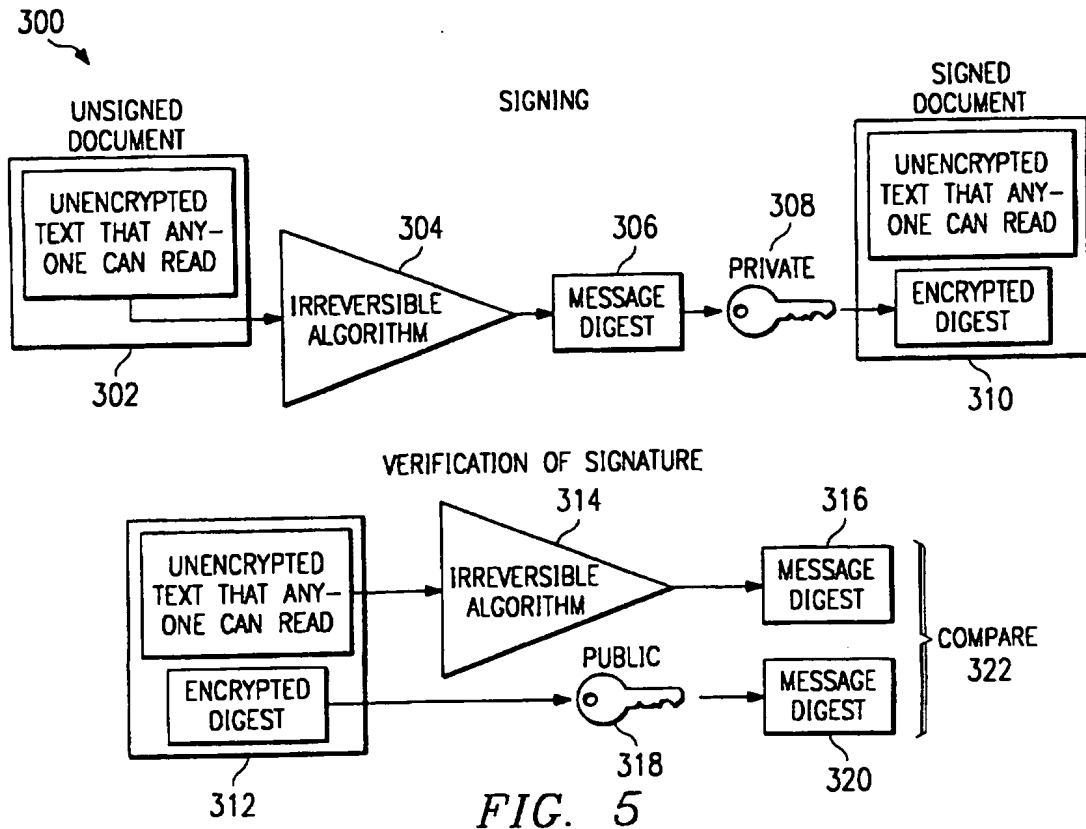 300
UNSIGNED
DOCUMENT
SIGNING
SIGNED
DOCUMENT
UNENCRYPTED
TEXT THAT ANY-
ONE CAN READ
302
304
IRREVERSIBLE
ALGORITHM
306
MESSAGE
DIGEST
308
PRIVATE
UNENCRYPTED
TEXT THAT ANY-
ONE CAN READ
ENCRYPTED
DIGEST
310
VERIFICATION OF SIGNATURE
UNENCRYPTED
TEXT THAT ANY-
ONE CAN READ
ENCRYPTED
DIGEST
312
314
IRREVERSIBLE
ALGORITHM
316
MESSAGE
DIGEST
PUBLIC
318
MESSAGE
DIGEST
320
COMPARE
322
FIG. 5